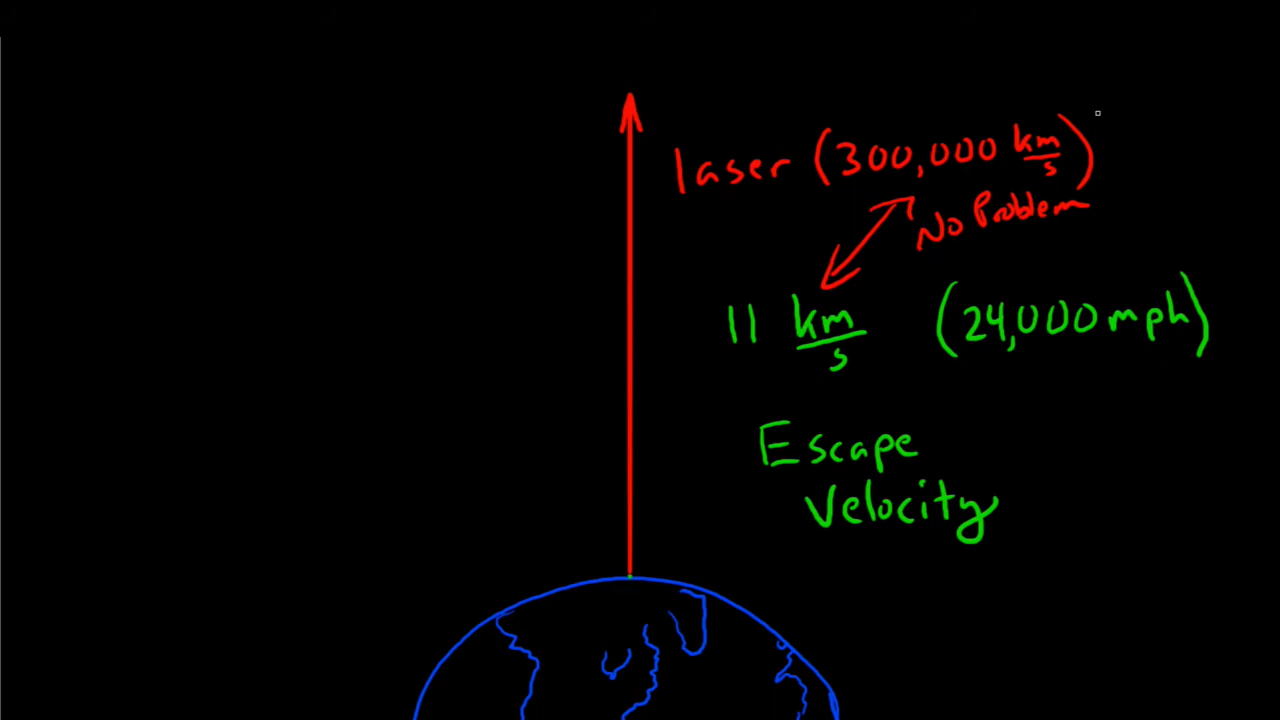 laser (300,000 km/s)
No Problem
11 km/s (24,000 mph)
Escape
Velocity